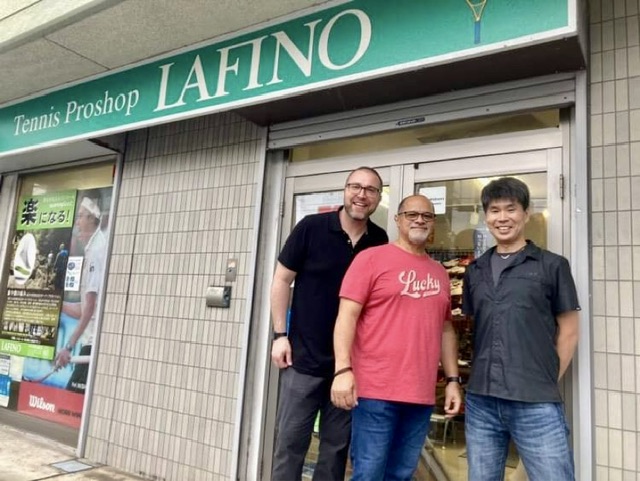 Tennis Proshop LAFINO
楽になる!
LAFINO
Wilson
Lucky